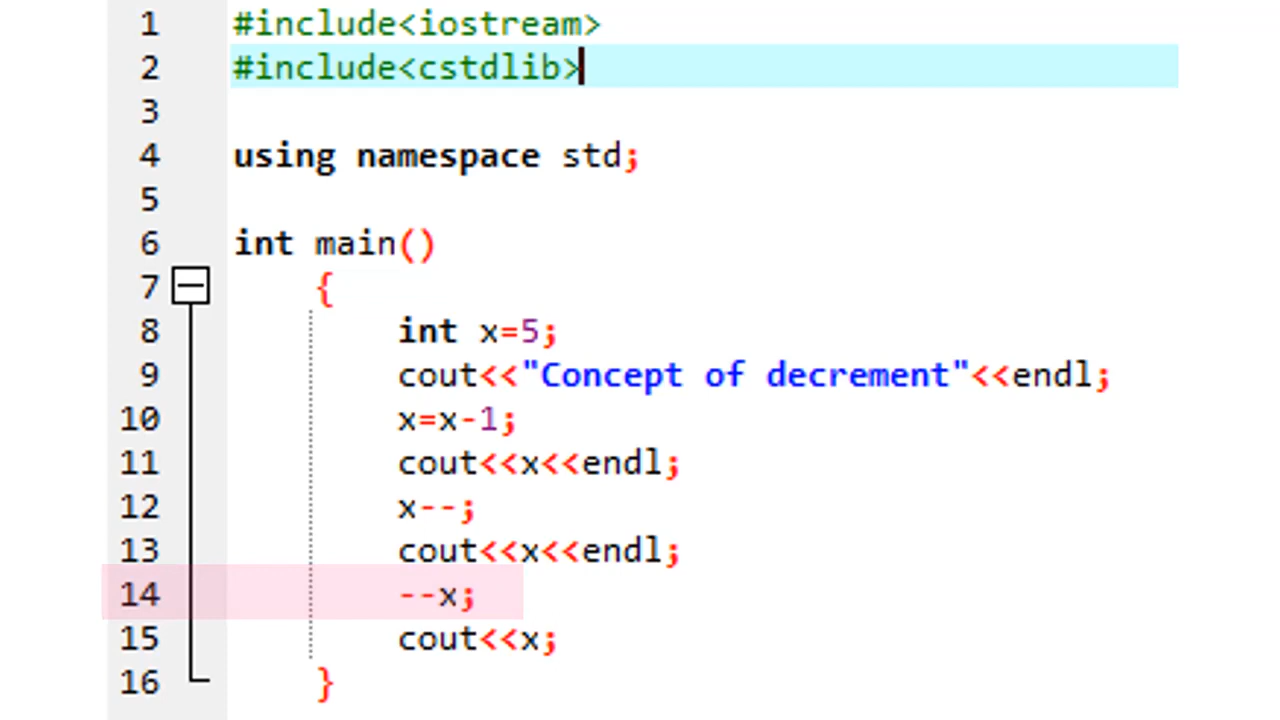 1 #include<iostream>
2 #include<cstdlib>
3
4 using namespace std;
5
6 int main()
7 {
8 int x=5;
9 cout<<"Concept of decrement"<<endl;
10 x=x-1;
11 cout<<x<<endl;
12 x--;
13 cout<<x<<endl;
14 --x;
15 cout<<x;
16 }